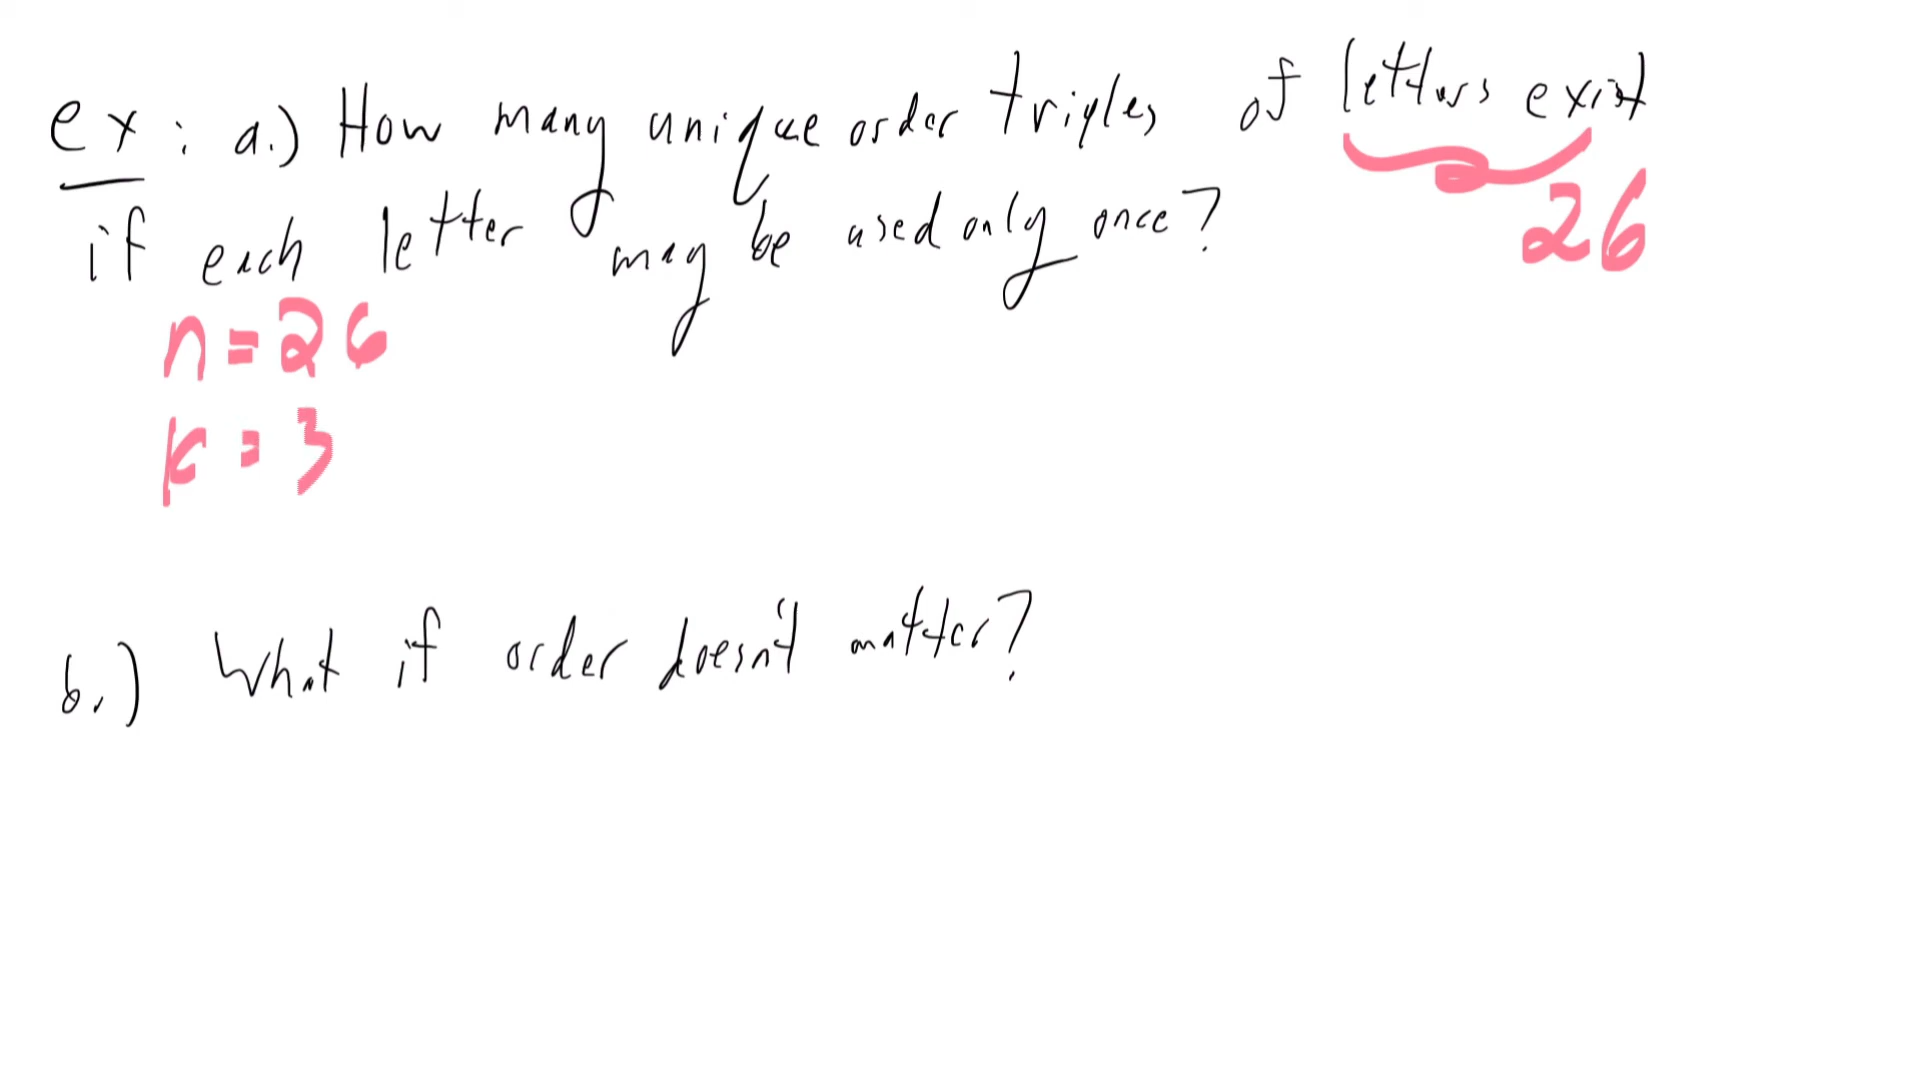 ex: a.) How many unique order triples of letters exist
26
if each letter may be used only once?
n = 26
k = 3
b.) What if order doesn't matter?